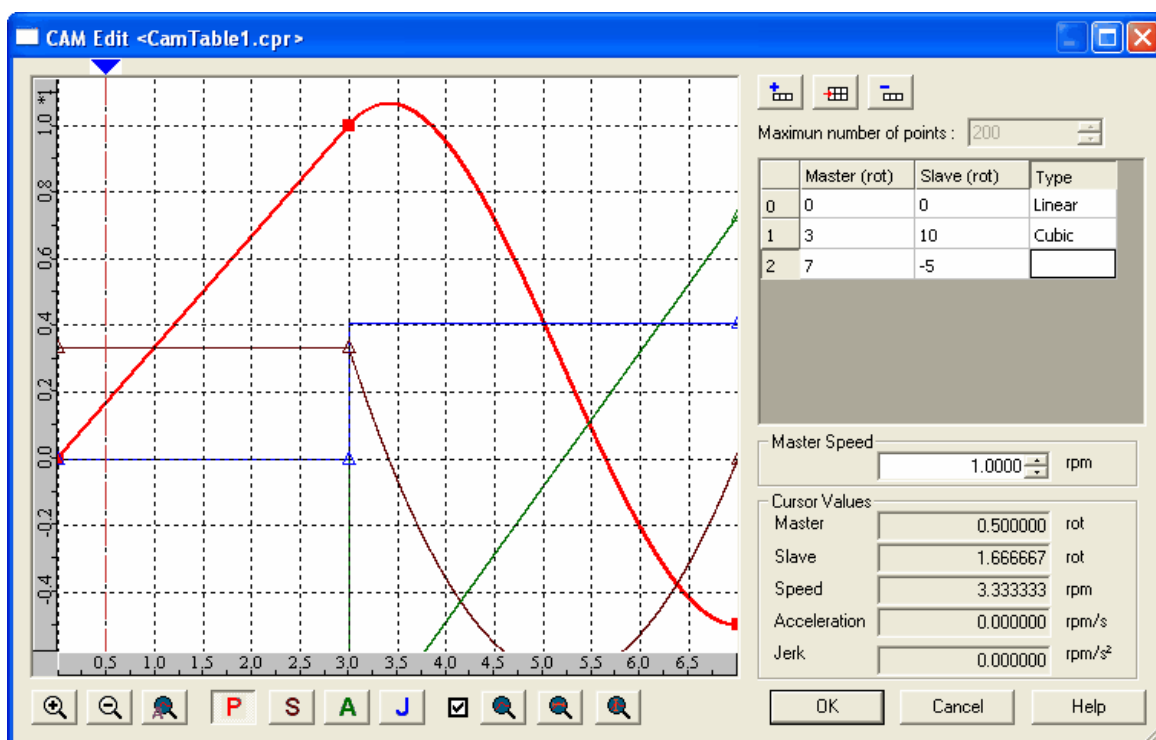 CAM Edit <CamTable1.cpr>
*1
1,0
0,8
0,6
0,4
0,2
0,0
-0,2
-0,4
0,5 1,0 1,5 2,0 2,5 3,0 3,5 4,0 4,5 5,0 5,5 6,0 6,5
P S A J
Maximun number of points : 200
Master (rot) Slave (rot) Type
0 0 0 Linear
1 3 10 Cubic
2 7 -5
Master Speed
1.0000 rpm
Cursor Values
Master 0.500000 rot
Slave 1.666667 rot
Speed 3.333333 rpm
Acceleration 0.000000 rpm/s
Jerk 0.000000 rpm/s²
OK Cancel Help